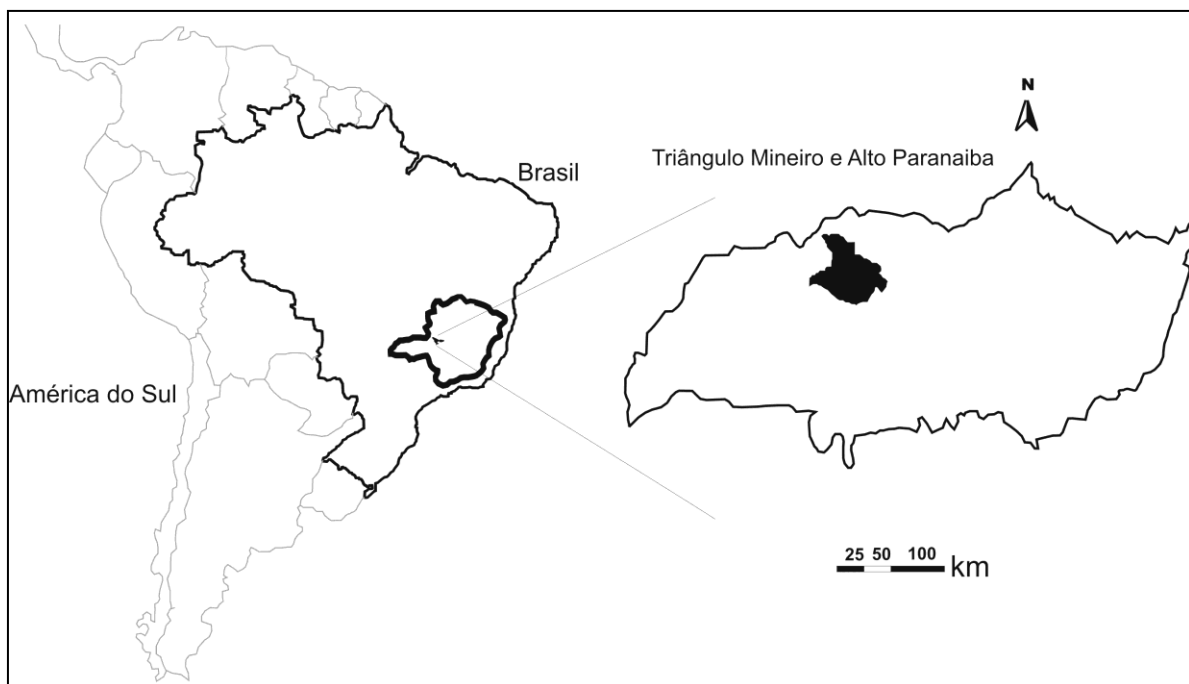 N
Triângulo Mineiro e Alto Paranaiba
Brasil
América do Sul
25 50 100
km